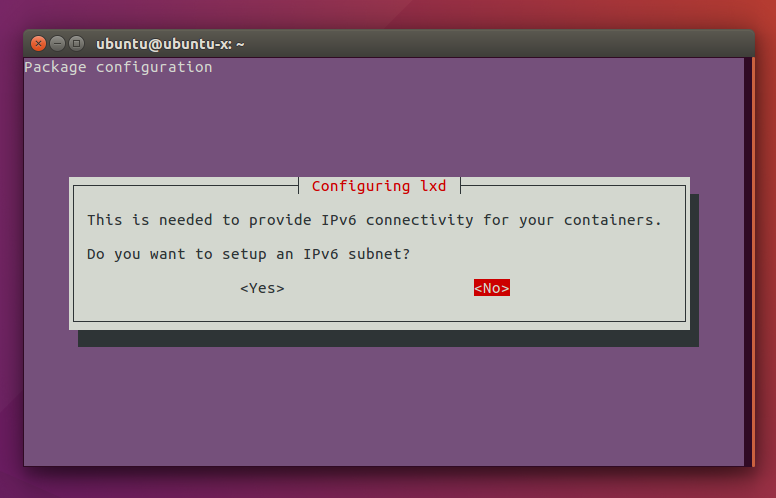 ubuntu@ubuntu-x: ~
Package configuration
Configuring lxd
This is needed to provide IPv6 connectivity for your containers.
Do you want to setup an IPv6 subnet?
<Yes> <No>